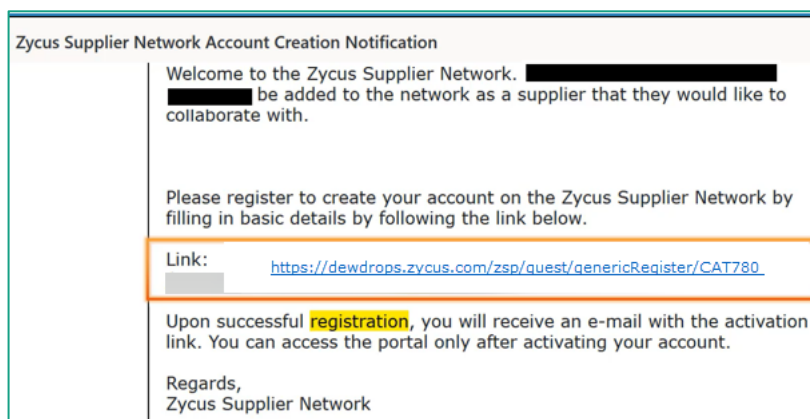 Zycus Supplier Network Account Creation Notification
Welcome to the Zycus Supplier Network.
be added to the network as a supplier that they would like to
collaborate with.
Please register to create your account on the Zycus Supplier Network by
filling in basic details by following the link below.
Link:
https://dewdrops.zycus.com/zsp/guest/genericRegister/CAT780
Upon successful registration, you will receive an e-mail with the activation
link. You can access the portal only after activating your account.
Regards,
Zycus Supplier Network